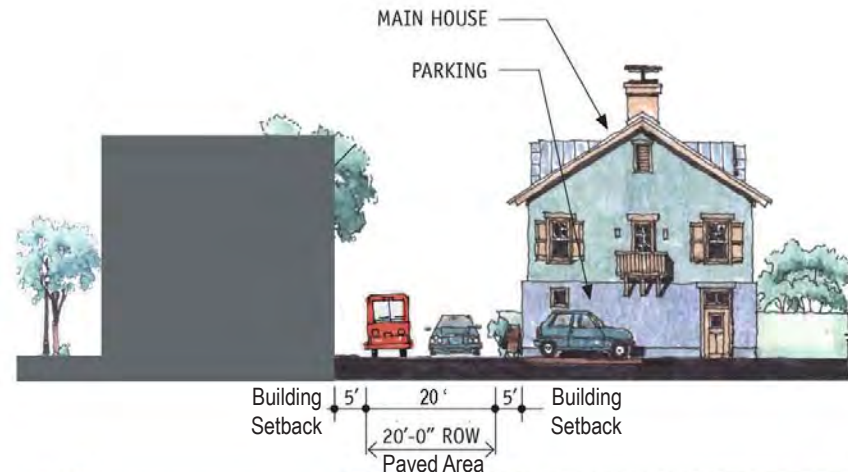 MAIN HOUSE
PARKING
Building
Setback
5'
20 '
5'
Building
Setback
20'-0" ROW
Paved Area